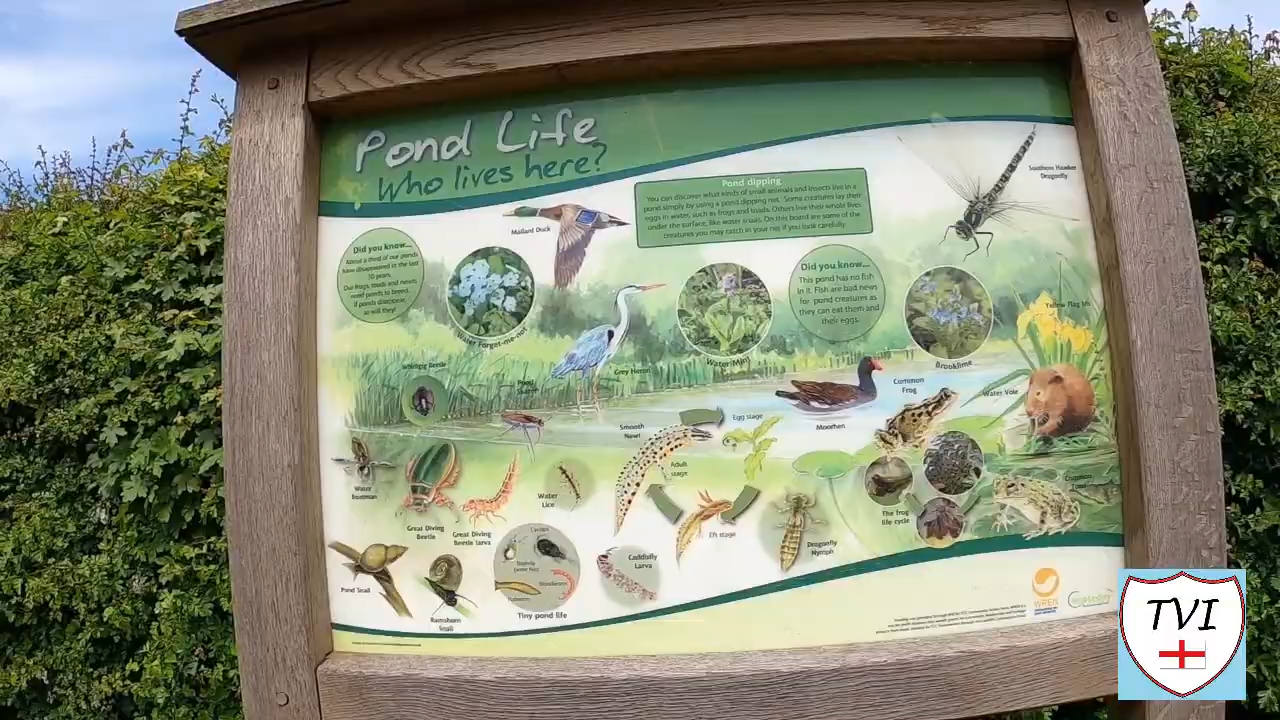 Pond Life
Who lives here?
Pond dipping
You can discover what kinds of small animals and insects live in a
pond simply by using a pond dipping net. Some creatures lay their
eggs in water, such as frogs and toads. Others live their whole lives
under the surface, like water snails. On this board are some of the
creatures you may catch in your net if you look carefully.
Southern Hawker
Dragonfly
Mallard Duck
Did you know...
About a third of our ponds
have disappeared in the last
50 years.
Our frogs, toads and newts
need ponds to breed,
if ponds disappear,
so will they!
Water Forget-me-not
Water Mint
Did you know...
This pond has no fish
in it. Fish are bad news
for pond creatures as
they can eat them and
their eggs.
Brooklime
Yellow Flag Iris
Whirligig Beetle
Pond
Grey Heron
Common
Frog
Water Vole
Moorhen
Smooth
Newt
Egg stage
Adult
stage
Eft stage
Water
Boatman
Great Diving
Beetle
Great Diving
Beetle larva
Water
Lice
Dragonfly
Nymph
The frog
life cycle
Common
Pond Snail
Ramshorn
Snail
Cyclops
Daphnia
(water flea)
Bloodworm
Flatworm
Tiny pond life
Caddisfly
Larva
WREN
TVI